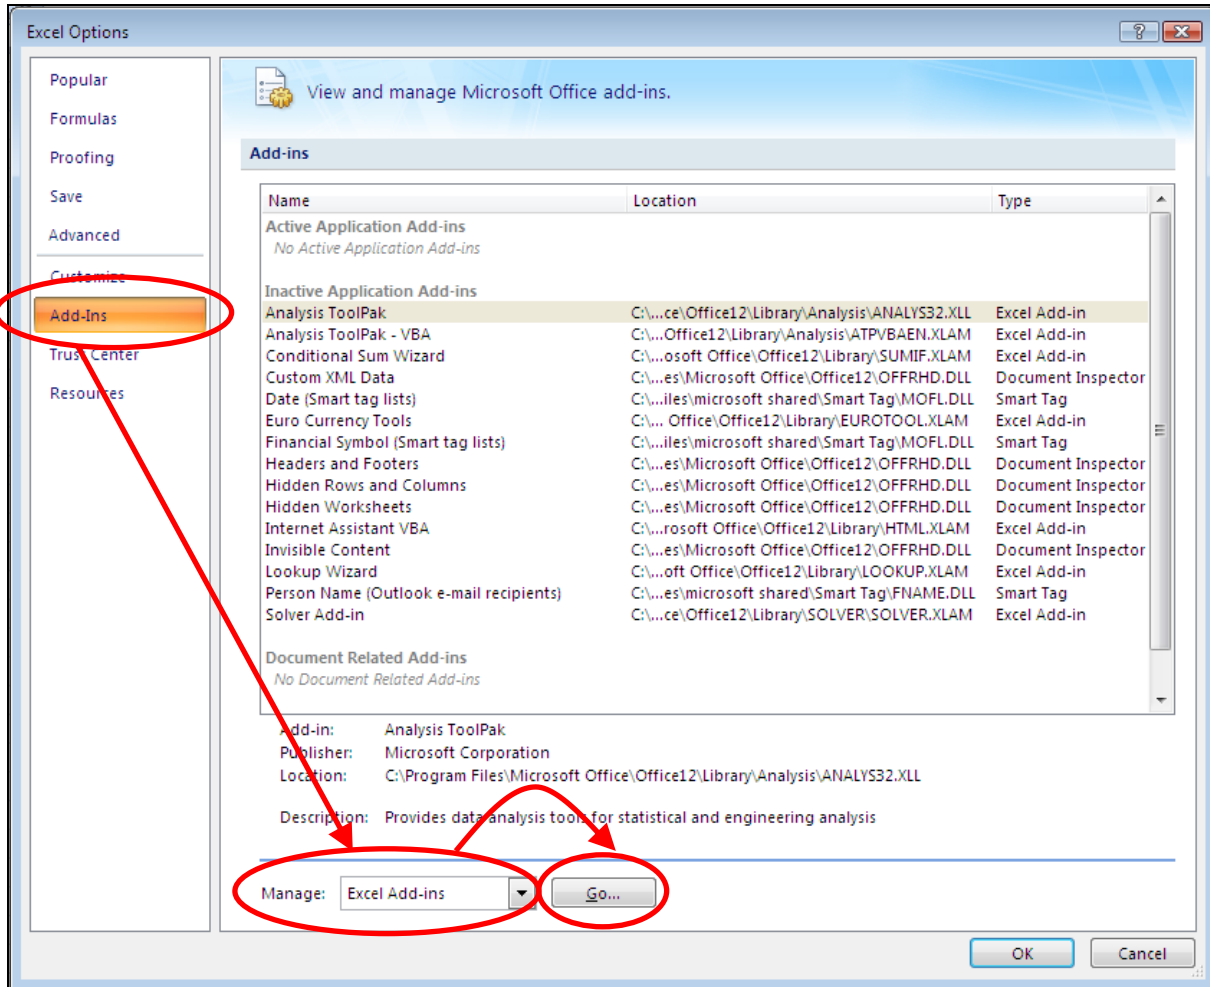 Excel Options
Popular
Formulas
Proofing
Save
Advanced
Customize
Add-Ins
Trust Center
Resources
View and manage Microsoft Office add-ins.
Add-ins
Name Location Type
Active Application Add-ins
No Active Application Add-ins
Inactive Application Add-ins
Analysis ToolPak C:\...ce\Office12\Library\Analysis\ANALYS32.XLL Excel Add-in
Analysis ToolPak - VBA C:\...Office12\Library\Analysis\ATPVBAEN.XLAM Excel Add-in
Conditional Sum Wizard C:\...osoft Office\Office12\Library\SUMIF.XLAM Excel Add-in
Custom XML Data C:\...es\Microsoft Office\Office12\OFFRHD.DLL Document Inspector
Date (Smart tag lists) C:\...iles\microsoft shared\Smart Tag\MOFL.DLL Smart Tag
Euro Currency Tools C:\... Office\Office12\Library\EUROTOOL.XLAM Excel Add-in
Financial Symbol (Smart tag lists) C:\...iles\microsoft shared\Smart Tag\MOFL.DLL Smart Tag
Headers and Footers C:\...es\Microsoft Office\Office12\OFFRHD.DLL Document Inspector
Hidden Rows and Columns C:\...es\Microsoft Office\Office12\OFFRHD.DLL Document Inspector
Hidden Worksheets C:\...es\Microsoft Office\Office12\OFFRHD.DLL Document Inspector
Internet Assistant VBA C:\...rosoft Office\Office12\Library\HTML.XLAM Excel Add-in
Invisible Content C:\...es\Microsoft Office\Office12\OFFRHD.DLL Document Inspector
Lookup Wizard C:\...oft Office\Office12\Library\LOOKUP.XLAM Excel Add-in
Person Name (Outlook e-mail recipients) C:\...es\microsoft shared\Smart Tag\FNAME.DLL Smart Tag
Solver Add-in C:\...ce\Office12\Library\SOLVER\SOLVER.XLAM Excel Add-in
Document Related Add-ins
No Document Related Add-ins
Add-in: Analysis ToolPak
Publisher: Microsoft Corporation
Location: C:\Program Files\Microsoft Office\Office12\Library\Analysis\ANALYS32.XLL
Description: Provides data analysis tools for statistical and engineering analysis
Manage: Excel Add-ins Go...
OK Cancel